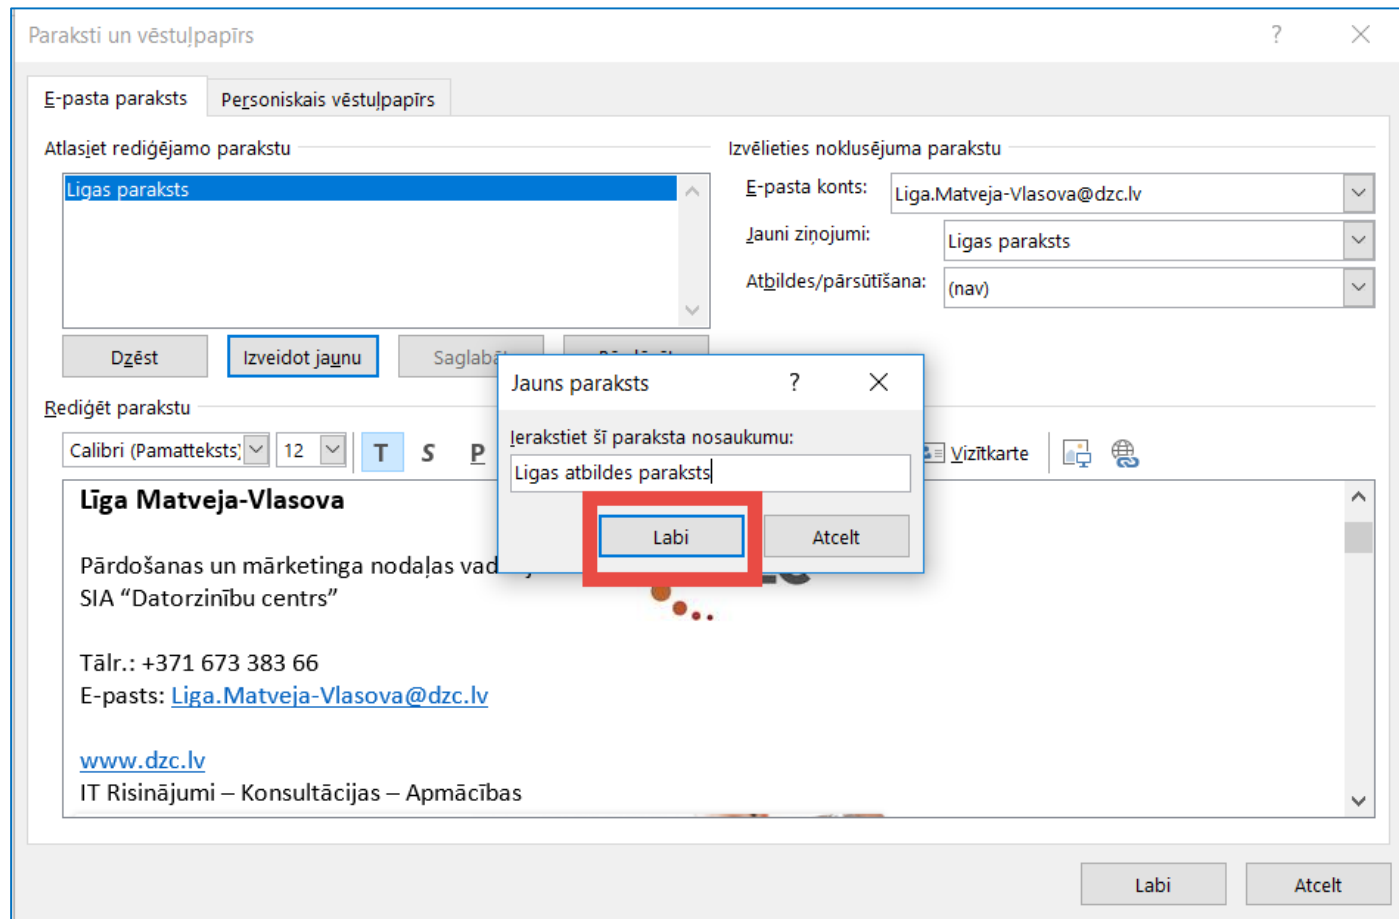 Paraksti un vēstuļpapīrs
E-pasta paraksts
Personiskais vēstuļpapīrs
Atlasiet rediģējamo parakstu
Izvēlieties noklusējuma parakstu
Ligas paraksts
E-pasta konts:
Liga.Matveja-Vlasova@dzc.lv
Jauni ziņojumi:
Ligas paraksts
Atbildes/pārsūtīšana:
(nav)
Dzēst
Izveidot jaunu
Jauns paraksts
Ierakstiet šī paraksta nosaukumu:
Ligas atbildes paraksts
Labi
Atcelt
Rediģēt parakstu
Calibri (Pamatteksts)
12
T
S
P
Vizītkarte
Līga Matveja-Vlasova
Pārdošanas un mārketinga nodaļas
SIA “Datorzinību centrs”
Tālr.: +371 673 383 66
E-pasts: Liga.Matveja-Vlasova@dzc.lv
www.dzc.lv
IT Risinājumi – Konsultācijas – Apmācības
Labi
Atcelt